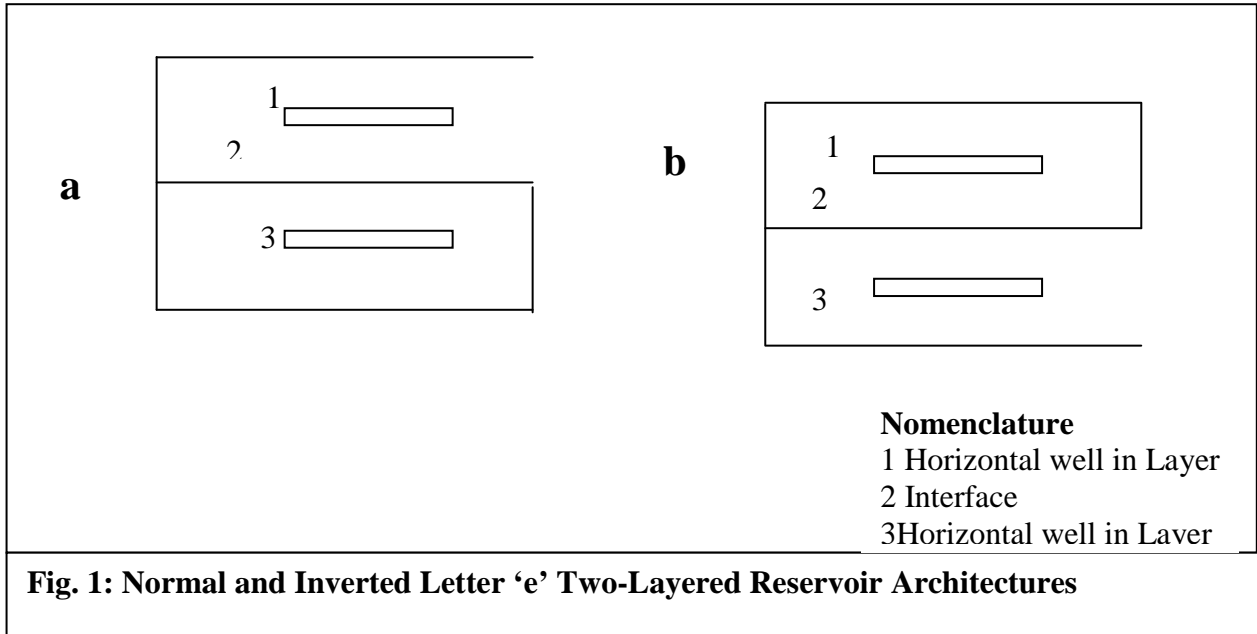 1
2
a
3
1
b
2
3
Nomenclature
1 Horizontal well in Layer
2 Interface
3Horizontal well in Layer
Fig. 1: Normal and Inverted Letter ‘e’ Two-Layered Reservoir Architectures